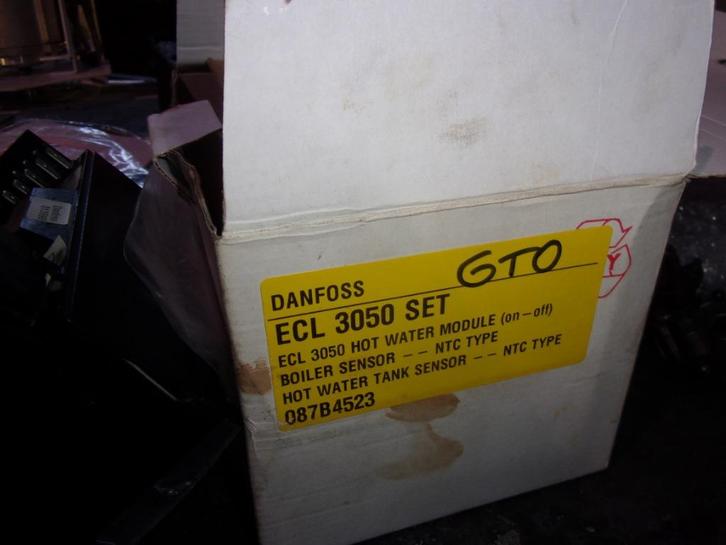 GTO
DANFOSS
ECL 3050 SET
ECL 3050 HOT WATER MODULE (on-off)
BOILER SENSOR -- NTC TYPE
HOT WATER TANK SENSOR -- NTC TYPE
087B4523